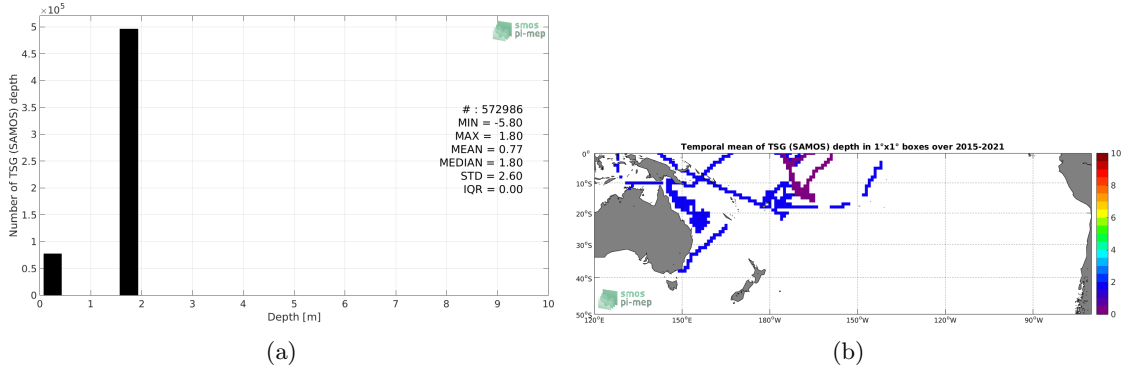 ×10⁵
5
4.5
4
3.5
3
2.5
2
1.5
1
0.5
0
Number of TSG (SAMOS) depth
smos
pi-mep
# : 572986
MIN = -5.80
MAX = 1.80
MEAN = 0.77
MEDIAN = 1.80
STD = 2.60
IQR = 0.00
0 1 2 3 4 5 6 7 8 9 10
Depth [m]
(a)
Temporal mean of TSG (SAMOS) depth in 1°x1° boxes over 2015-2021
0°
10°S
20°S
30°S
40°S
50°S
smos
pi-mep
120°E 150°E 180°W 150°W 120°W 90°W
10
8
6
4
2
0
(b)